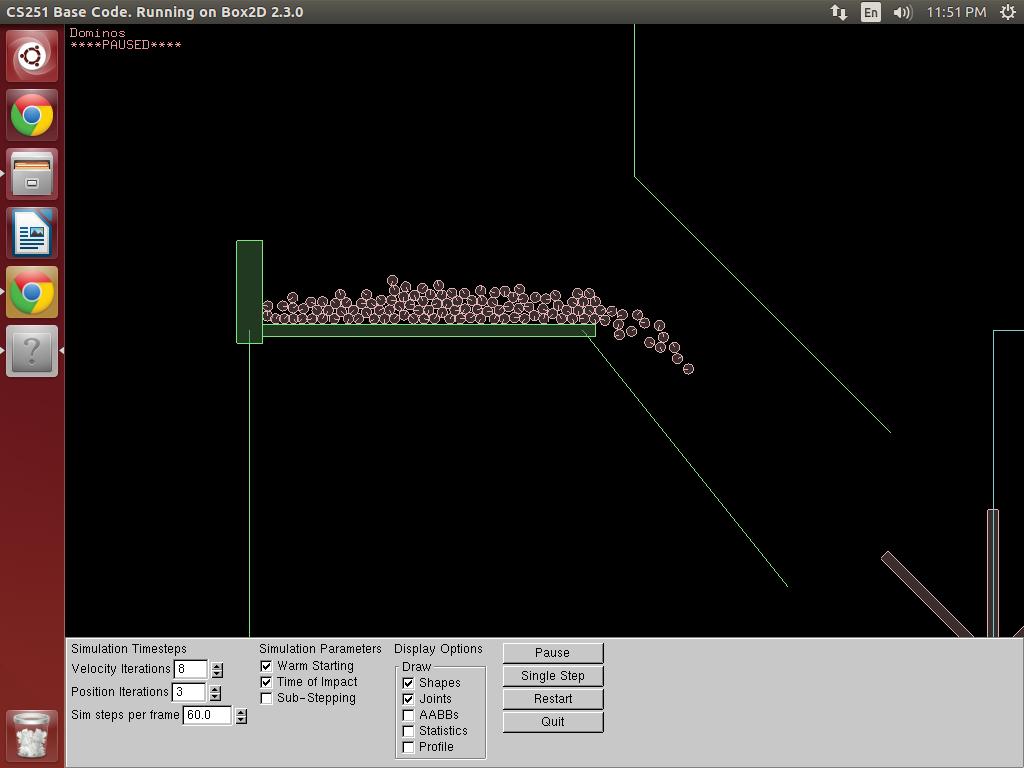 CS251 Base Code. Running on Box2D 2.3.0
En
11:51 PM
Dominos
****PAUSED****
?
Simulation Timesteps
Velocity Iterations 8
Position Iterations 3
Sim steps per frame 60.0
Simulation Parameters
Warm Starting
Time of Impact
Sub-Stepping
Display Options
Draw
Shapes
Joints
AABBs
Statistics
Profile
Pause
Single Step
Restart
Quit